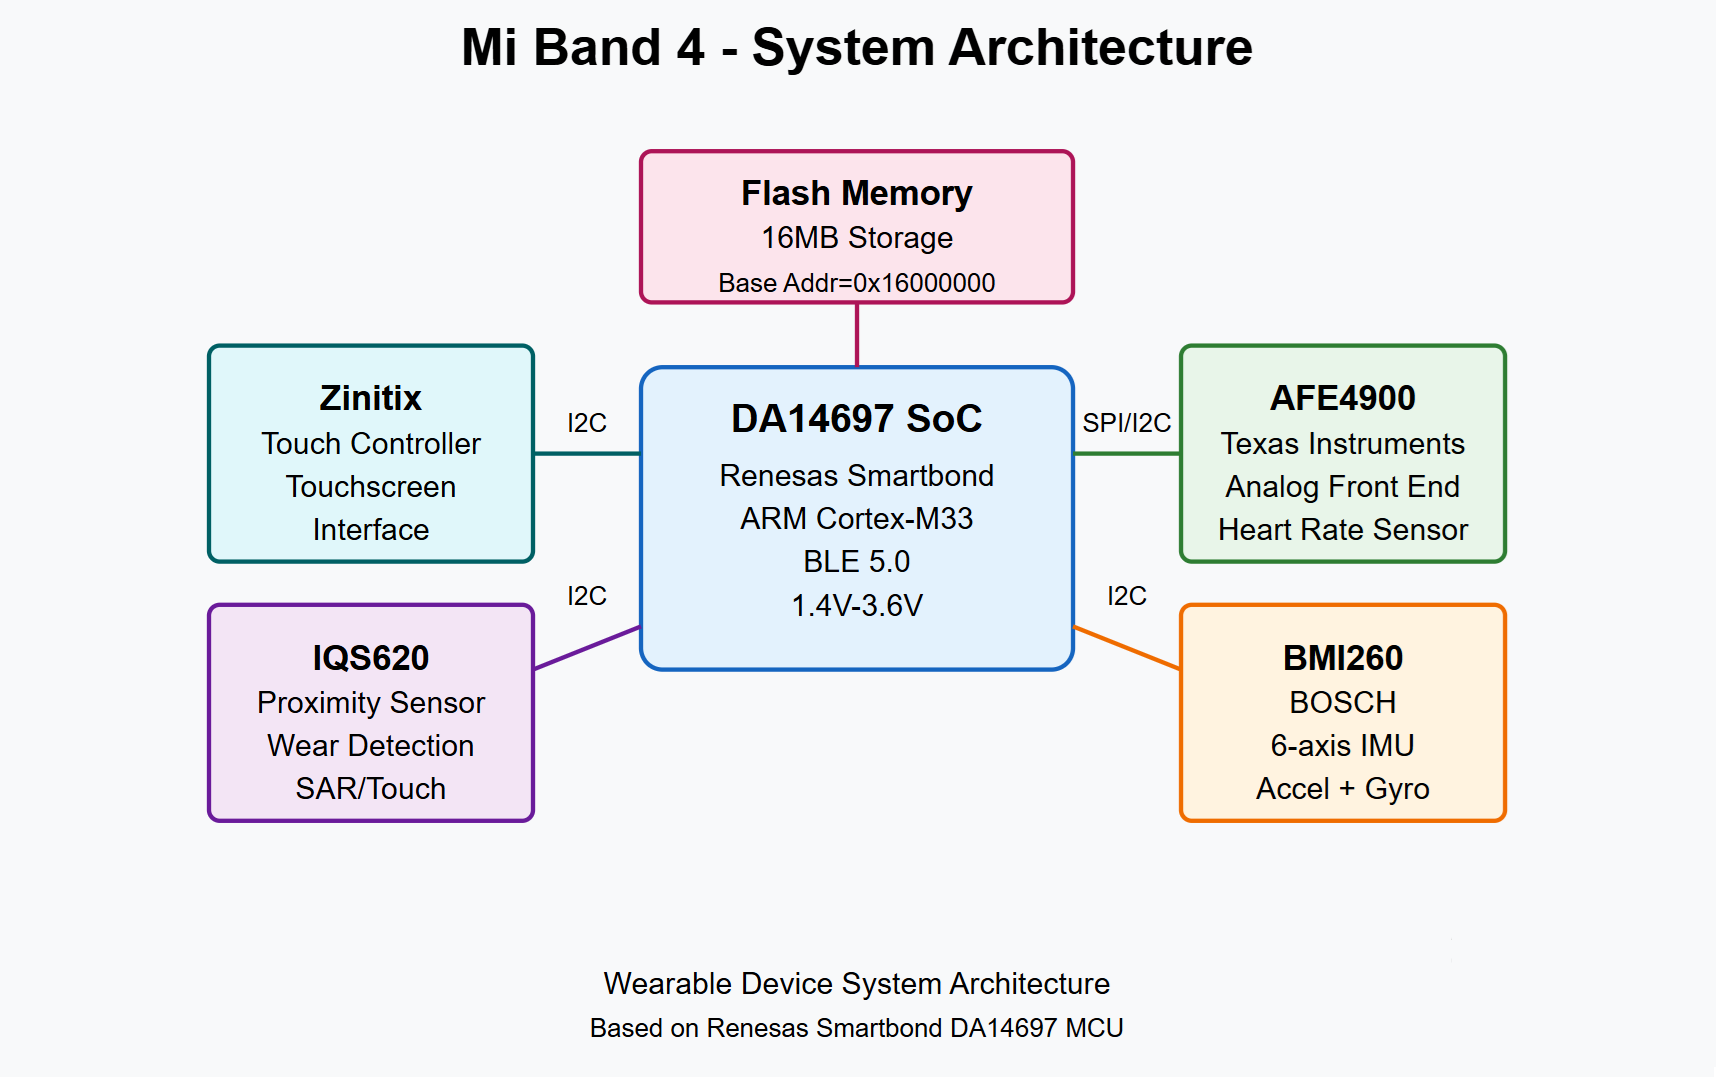 Mi Band 4 - System Architecture
Flash Memory
16MB Storage
Base Addr=0x16000000
Zinitix
Touch Controller
Touchscreen
Interface
I2C
DA14697 SoC
Renesas Smartbond
ARM Cortex-M33
BLE 5.0
1.4V-3.6V
SPI/I2C
AFE4900
Texas Instruments
Analog Front End
Heart Rate Sensor
I2C
I2C
IQS620
Proximity Sensor
Wear Detection
SAR/Touch
BMI260
BOSCH
6-axis IMU
Accel + Gyro
Wearable Device System Architecture
Based on Renesas Smartbond DA14697 MCU